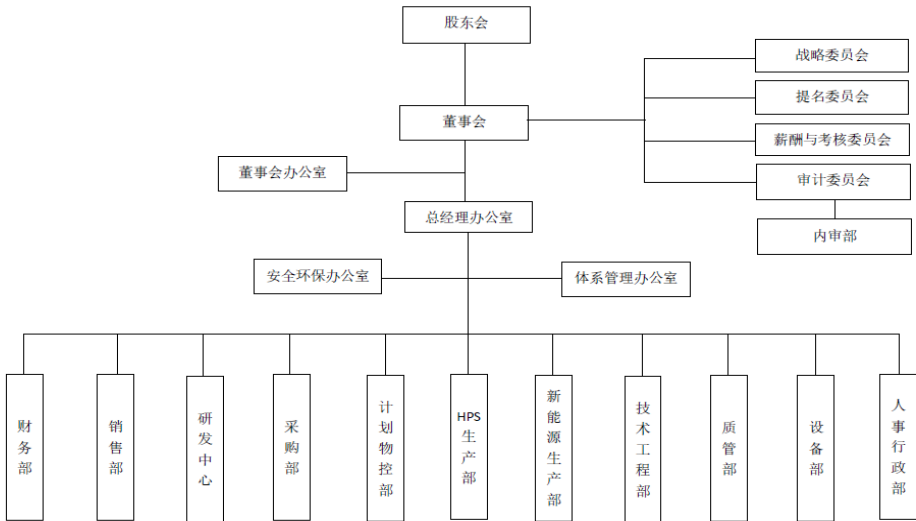 股东会
战略委员会
提名委员会
董事会
薪酬与考核委员会
董事会办公室
审计委员会
总经理办公室
内审部
安全环保办公室
体系管理办公室
财务部
销售部
研发中心
采购部
计划物控部
HPS生产部
新能源生产部
技术工程部
质管部
设备部
人事行政部